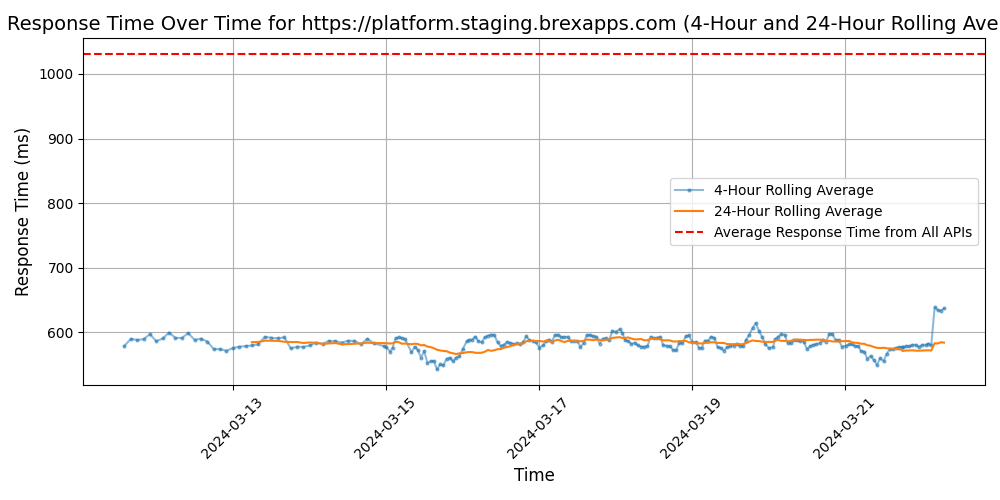 Response Time Over Time for https://platform.staging.brexapps.com (4-Hour and 24-Hour Rolling Ave
Response Time (ms)
1000
900
800
700
600
4-Hour Rolling Average
24-Hour Rolling Average
Average Response Time from All APIs
2024-03-13
2024-03-15
2024-03-17
2024-03-19
2024-03-21
Time